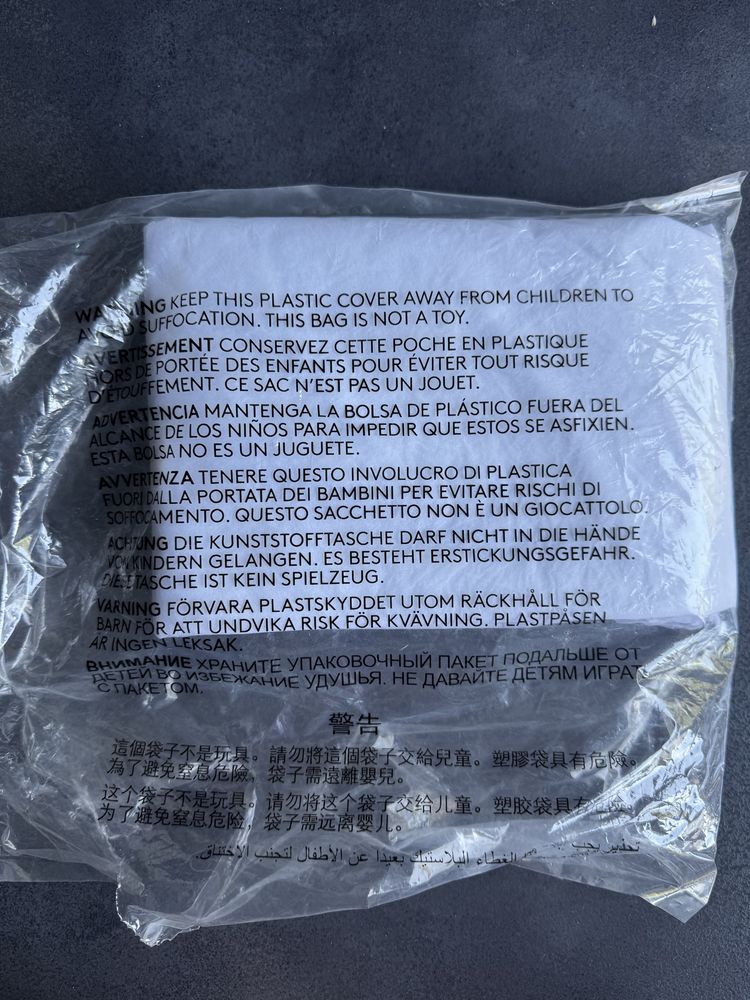 WARNING KEEP THIS PLASTIC COVER AWAY FROM CHILDREN TO
AVOID SUFFOCATION. THIS BAG IS NOT A TOY.
AVERTISSEMENT CONSERVEZ CETTE POCHE EN PLASTIQUE
HORS DE PORTÉE DES ENFANTS POUR ÉVITER TOUT RISQUE
D'ÉTOUFFEMENT. CE SAC N'EST PAS UN JOUET.
ADVERTENCIA MANTENGA LA BOLSA DE PLÁSTICO FUERA DEL
ALCANCE DE LOS NIÑOS PARA IMPEDIR QUE ESTOS SE ASFIXIEN.
ESTA BOLSA NO ES UN JUGUETE.
AVVERTENZA TENERE QUESTO INVOLUCRO DI PLASTICA
FUORI DALLA PORTATA DEI BAMBINI PER EVITARE RISCHI DI
SOFFOCAMENTO. QUESTO SACCHETTO NON È UN GIOCATTOLO.
ACHTUNG DIE KUNSTSTOFFTASCHE DARF NICHT IN DIE HÄNDE
VON KINDERN GELANGEN. ES BESTEHT ERSTICKUNGSGEFAHR.
DIESE TASCHE IST KEIN SPIELZEUG.
VARNING FÖRVARA PLASTSKYDDET UTOM RÄCKHÅLL FÖR
BARN FÖR ATT UNDVIKA RISK FÖR KVÄVNING. PLASTPÅSEN
ÄR INGEN LEKSAK.
ВНИМАНИЕ ХРАНИТЕ УПАКОВОЧНЫЙ ПАКЕТ ПОДАЛЬШЕ ОТ
ДЕТЕЙ ВО ИЗБЕЖАНИЕ УДУШЬЯ. НЕ ДАВАЙТЕ ДЕТЯМ ИГРАТ
С ПАКЕТОМ.
警告
這個袋子不是玩具。請勿將這個袋子交給兒童。塑膠袋具有危險。
為了避免窒息危險，袋子需遠離嬰兒。
这个袋子不是玩具。请勿将这个袋子交给儿童。塑胶袋具有危险。
为了避免窒息危险，袋子需远离婴儿。
تحذير يجب الغطاء البلاستيك بعيدا عن الأطفال لتجنب الاختناق.